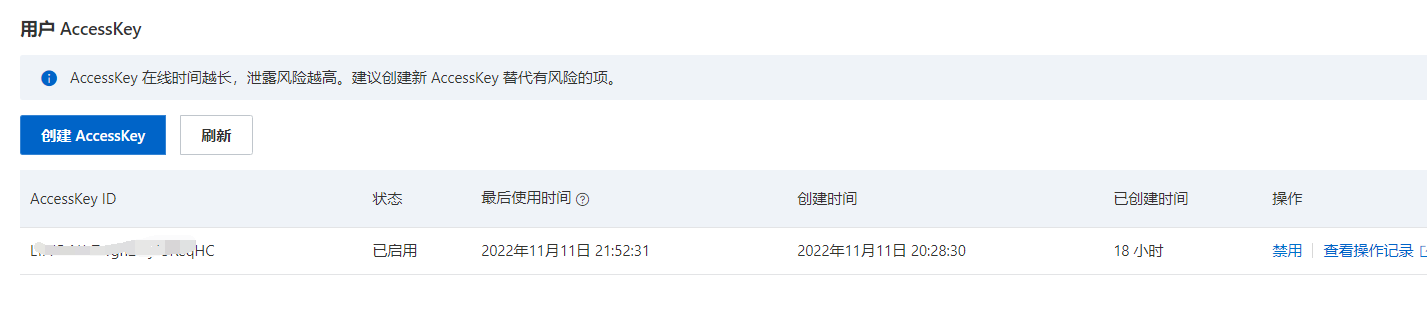 用户 AccessKey
AccessKey 在线时间越长，泄露风险越高。建议创建新 AccessKey 替代有风险的项。
创建 AccessKey 刷新
AccessKey ID 状态 最后使用时间 创建时间 已创建时间 操作
已启用 2022年11月11日 21:52:31 2022年11月11日 20:28:30 18 小时 禁用 查看操作记录